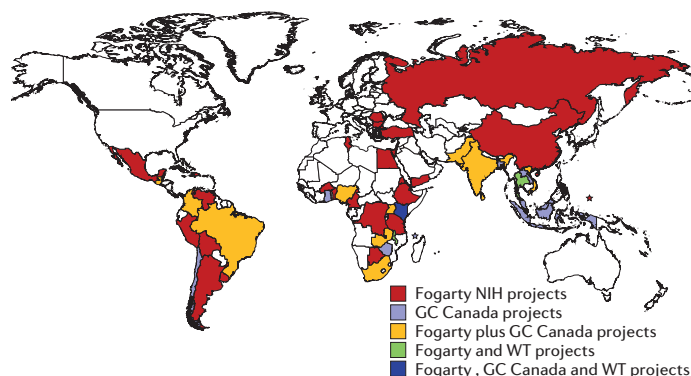 Fogarty NIH projects
GC Canada projects
Fogarty plus GC Canada projects
Fogarty and WT projects
Fogarty , GC Canada and WT projects